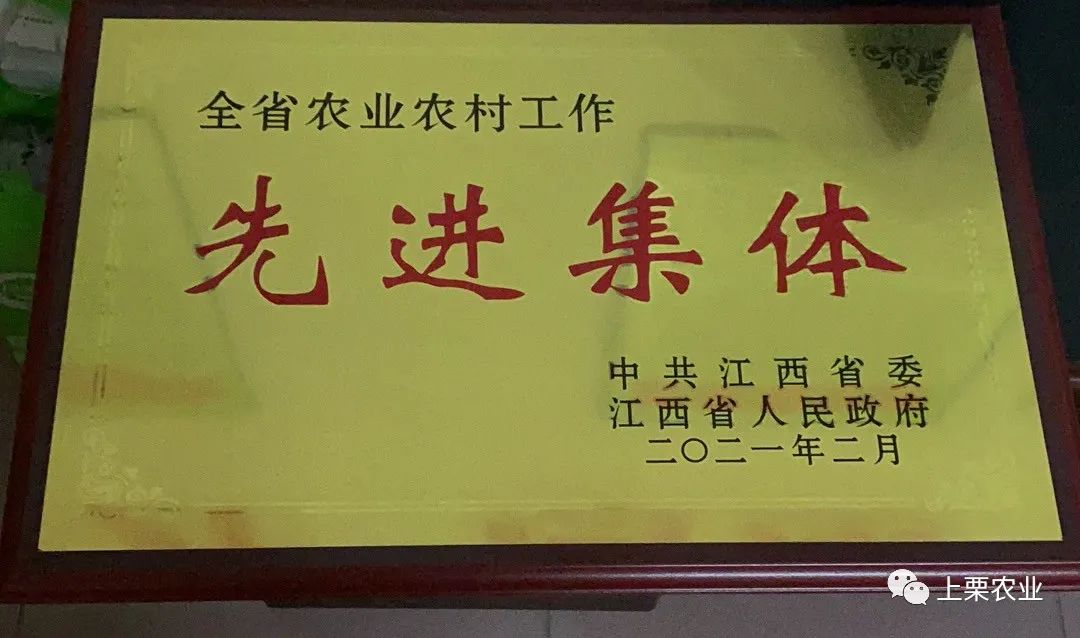 全省农业农村工作
先进集体
中共江西省委
江西省人民政府
二〇二一年二月
上栗农业